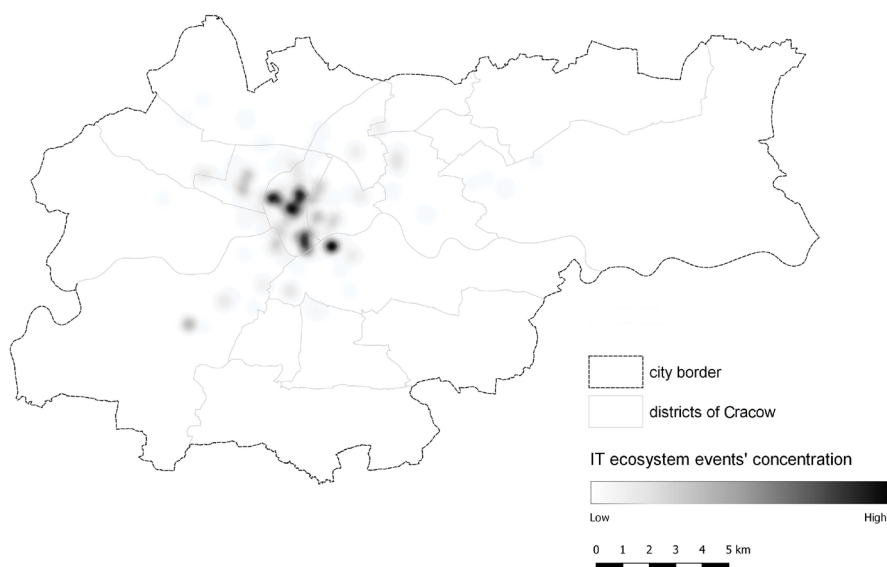 city border
districts of Cracow
IT ecosystem events' concentration
Low High
0 1 2 3 4 5 km